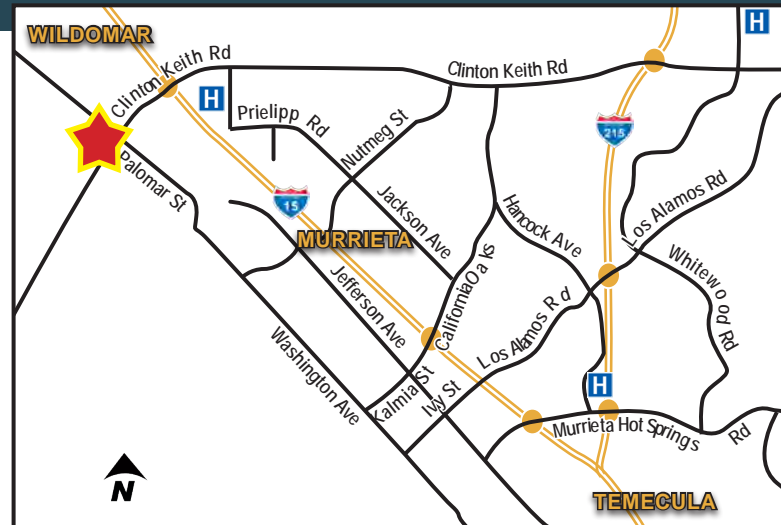 H
WILDOMAR
Clinton Keith Rd
Clinton Keith Rd
H
Prielipp Rd
Nutmeg St
215
Palomar St
Jackson Ave
Los Alamos Rd
15
Hancock Ave
MURRIETA
Whitewood Rd
California Oaks
Jefferson Ave
Los Alamos Rd
Washington Ave
Kalmia St
Ivy St
H
Murrieta Hot Springs Rd
N
TEMECULA